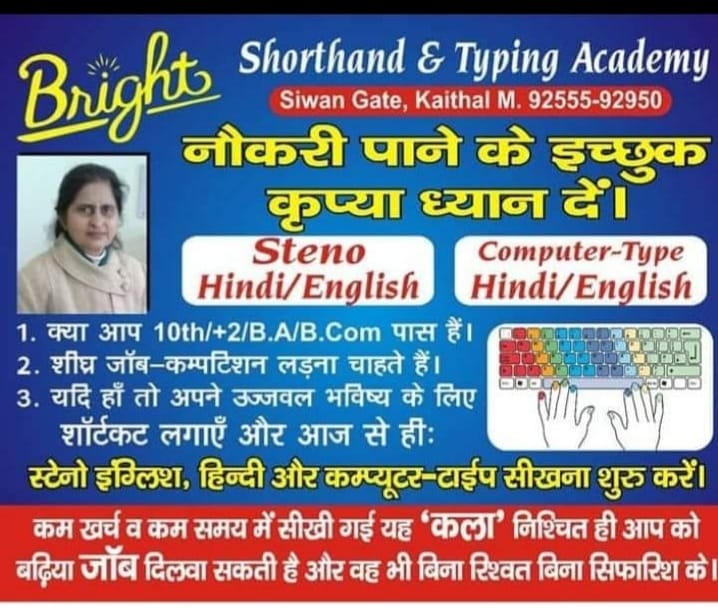 Bright
Shorthand & Typing Academy
Siwan Gate, Kaithal M. 92555-92950
नौकरी पाने के इच्छुक
कृप्या ध्यान दें।
Steno
Hindi/English
Computer-Type
Hindi/English
1. क्या आप 10th/+2/B.A/B.Com पास हैं।
2. शीघ्र जॉब-कम्पटिशन लड़ना चाहते हैं।
3. यदि हाँ तो अपने उज्जवल भविष्य के लिए
शॉर्टकट लगाएँ और आज से हीः
स्टेनो इंग्लिश, हिन्दी और कम्प्यूटर-टाईप सीखना शुरु करें।
कम खर्च व कम समय में सीखी गई यह ‘कला’ निश्चित ही आप को
बढ़िया जॉब दिलवा सकती है और वह भी बिना रिश्वत बिना सिफारिश के।